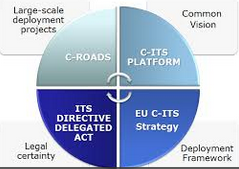 Large-scale
deployment
projects
Common
Vision
C-ROADS
C-ITS
PLATFORM
ITS
DIRECTIVE
DELEGATED
ACT
EU C-ITS
Strategy
Legal
certainty
Deployment
Framework